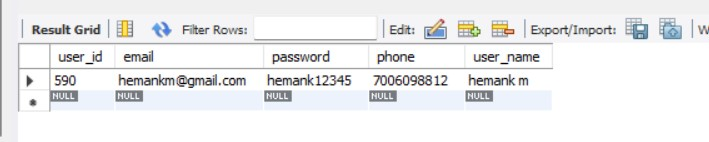 Result Grid Filter Rows: Edit: Export/Import:
user_id email password phone user_name
590 hemankm@gmail.com hemank12345 7006098812 hemank m
NULL NULL NULL NULL NULL